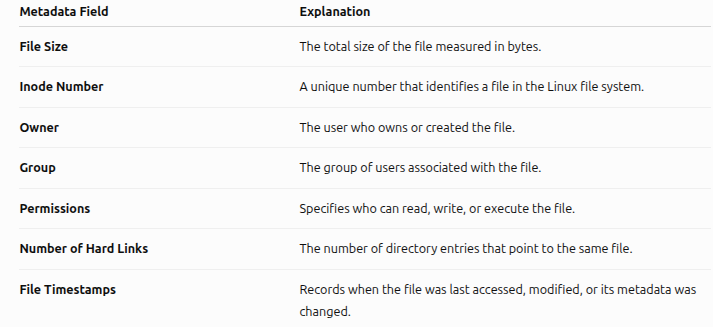 Metadata Field Explanation
File Size The total size of the file measured in bytes.
Inode Number A unique number that identifies a file in the Linux file system.
Owner The user who owns or created the file.
Group The group of users associated with the file.
Permissions Specifies who can read, write, or execute the file.
Number of Hard Links The number of directory entries that point to the same file.
File Timestamps Records when the file was last accessed, modified, or its metadata was
changed.